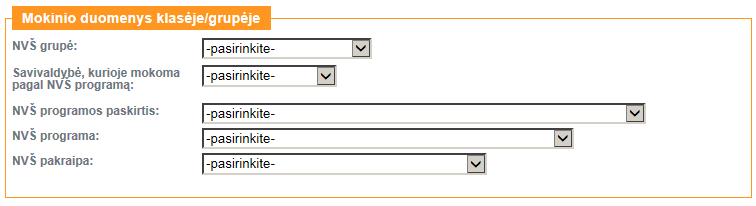 Mokinio duomenys klasėje/grupėje
NVŠ grupė:
-pasirinkite-
Savivaldybė, kurioje mokoma
pagal NVŠ programą:
-pasirinkite-
NVŠ programos paskirtis:
-pasirinkite-
NVŠ programa:
-pasirinkite-
NVŠ pakraipa:
-pasirinkite-